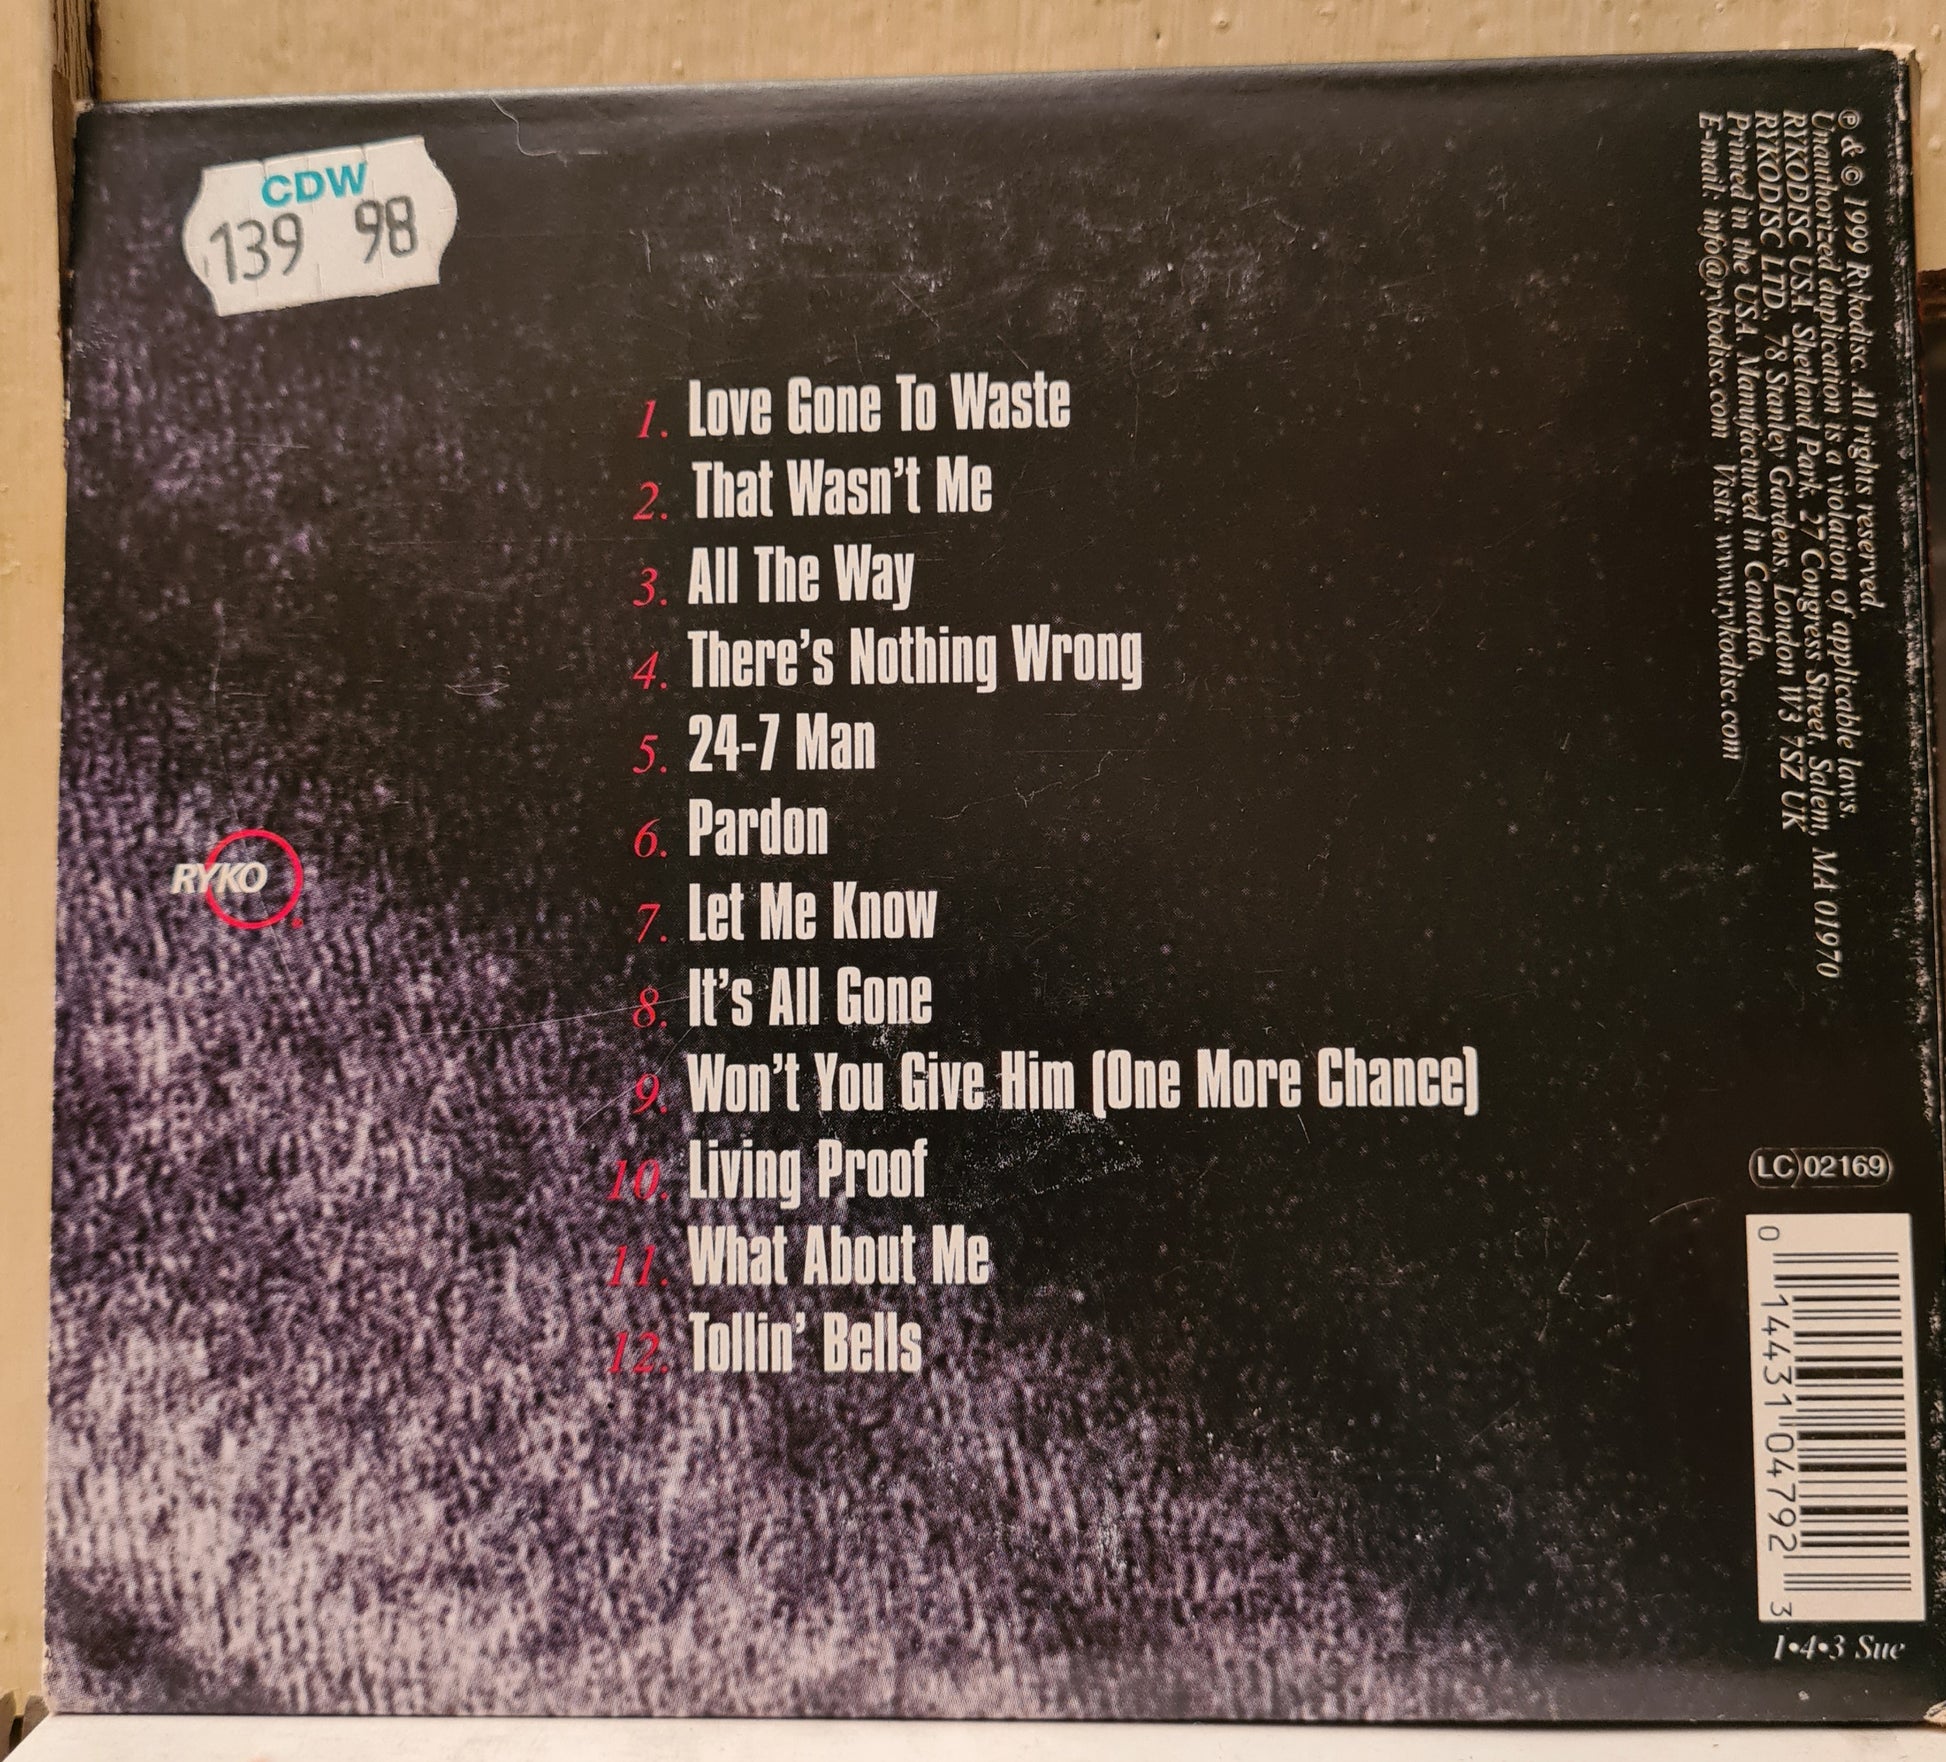 CDW
139 98
1. Love Gone To Waste
2. That Wasn't Me
3. All The Way
4. There's Nothing Wrong
5. 24-7 Man
6. Pardon
7. Let Me Know
8. It's All Gone
9. Won't You Give Him (One More Chance)
10. Living Proof
11. What About Me
12. Tollin' Bells
RYKO
℗ & © 1999 Rykodisc. All rights reserved.
Unauthorized duplication is a violation of applicable laws.
RYKODISC USA, Shetland Park, 27 Congress Street, Salem, MA 01970
RYKODISC LTD., 78 Stanley Gardens, London W3 7SZ UK
Printed in the USA, Manufactured in Canada.
E-mail: info@rykodisc.com Visit: www.rykodisc.com
LC 02169
0 14431 04792 3
1•4•3 Sue